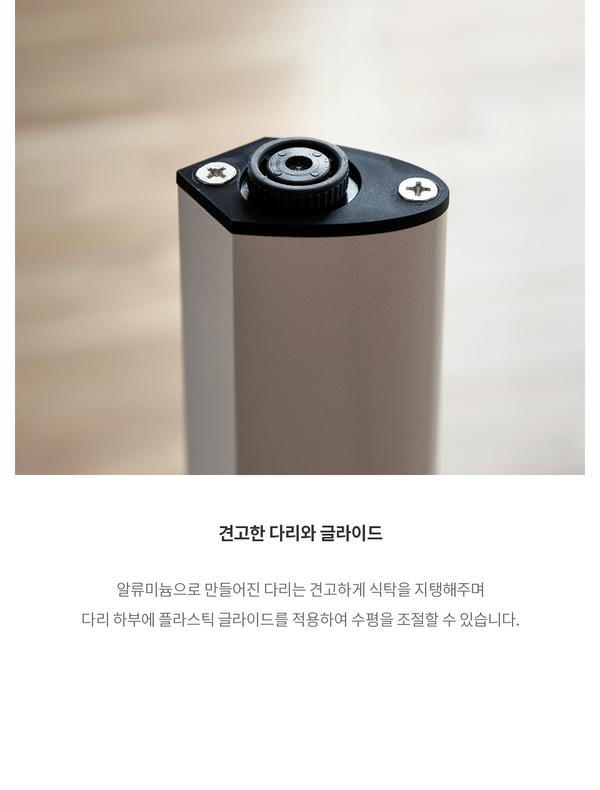 견고한 다리와 글라이드
알류미늄으로 만들어진 다리는 견고하게 식탁을 지탱해주며
다리 하부에 플라스틱 글라이드를 적용하여 수평을 조절할 수 있습니다.